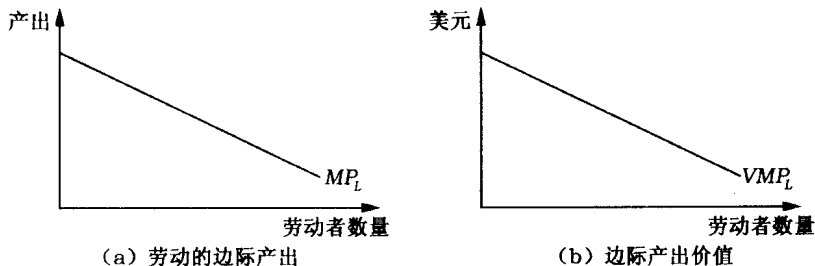 产出
MP_L
劳动者数量
(a) 劳动的边际产出
美元
VMP_L
劳动者数量
(b) 边际产出价值